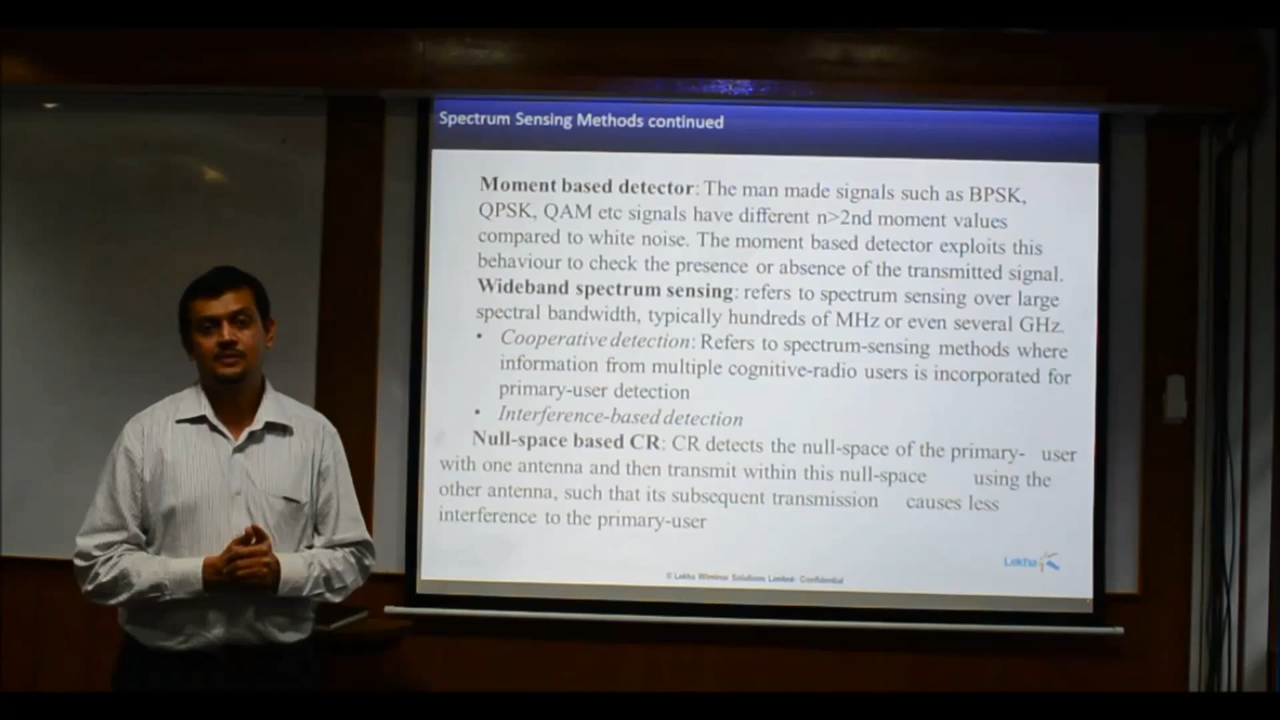 Spectrum Sensing Methods continued
Moment based detector: The man made signals such as BPSK,
QPSK, QAM etc signals have different n>2nd moment values
compared to white noise. The moment based detector exploits this
behaviour to check the presence or absence of the transmitted signal.
Wideband spectrum sensing: refers to spectrum sensing over large
spectral bandwidth, typically hundreds of MHz or even several GHz.
• Cooperative detection: Refers to spectrum-sensing methods where
information from multiple cognitive-radio users is incorporated for
primary-user detection
• Interference-based detection
Null-space based CR: CR detects the null-space of the primary- user
with one antenna and then transmit within this null-space using the
other antenna, such that its subsequent transmission causes less
interference to the primary-user
Lekha
© Lekha Wireless Solutions Limited. Confidential